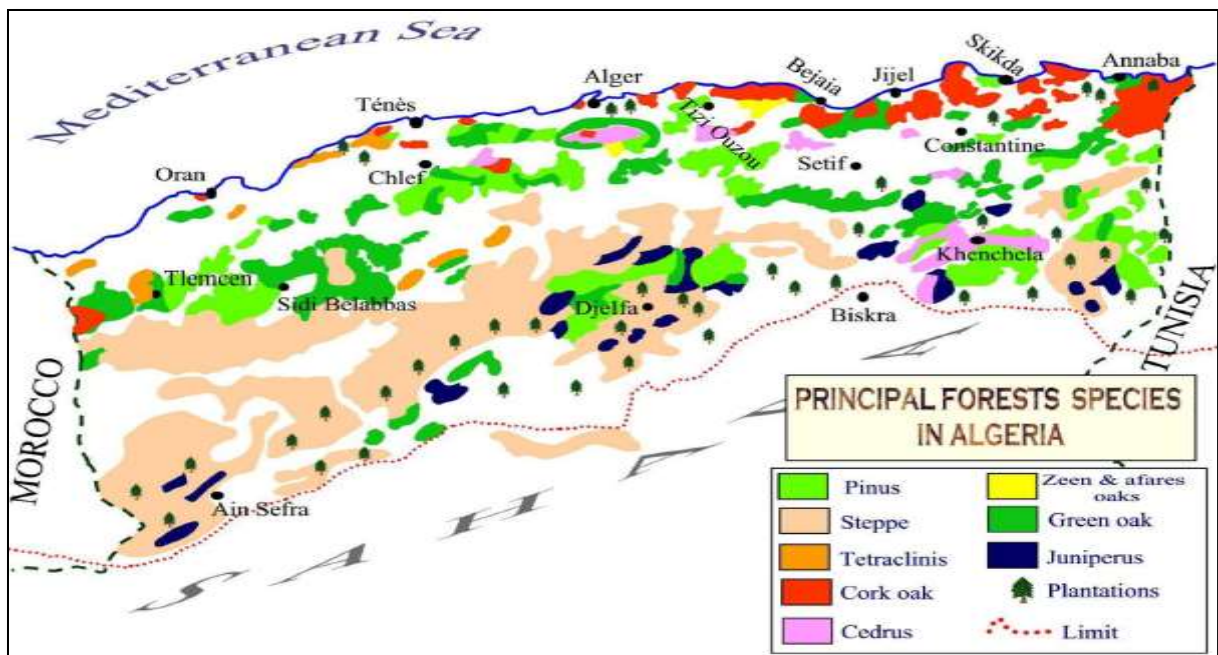 Mediterranean Sea
Alger
Bejaia
Jijel
Skikda
Annaba
Ténès
Tizi Ouzou
Constantine
Oran
Chlef
Setif
Tlemcen
Sidi Belabbas
Khenchela
Djelfa
Biskra
MOROCCO
TUNISIA
Ain Sefra
SAHARA
PRINCIPAL FORESTS SPECIES
IN ALGERIA
Pinus
Steppe
Tetraclinis
Cork oak
Cedrus
Zeen & afares
oaks
Green oak
Juniperus
Plantations
Limit